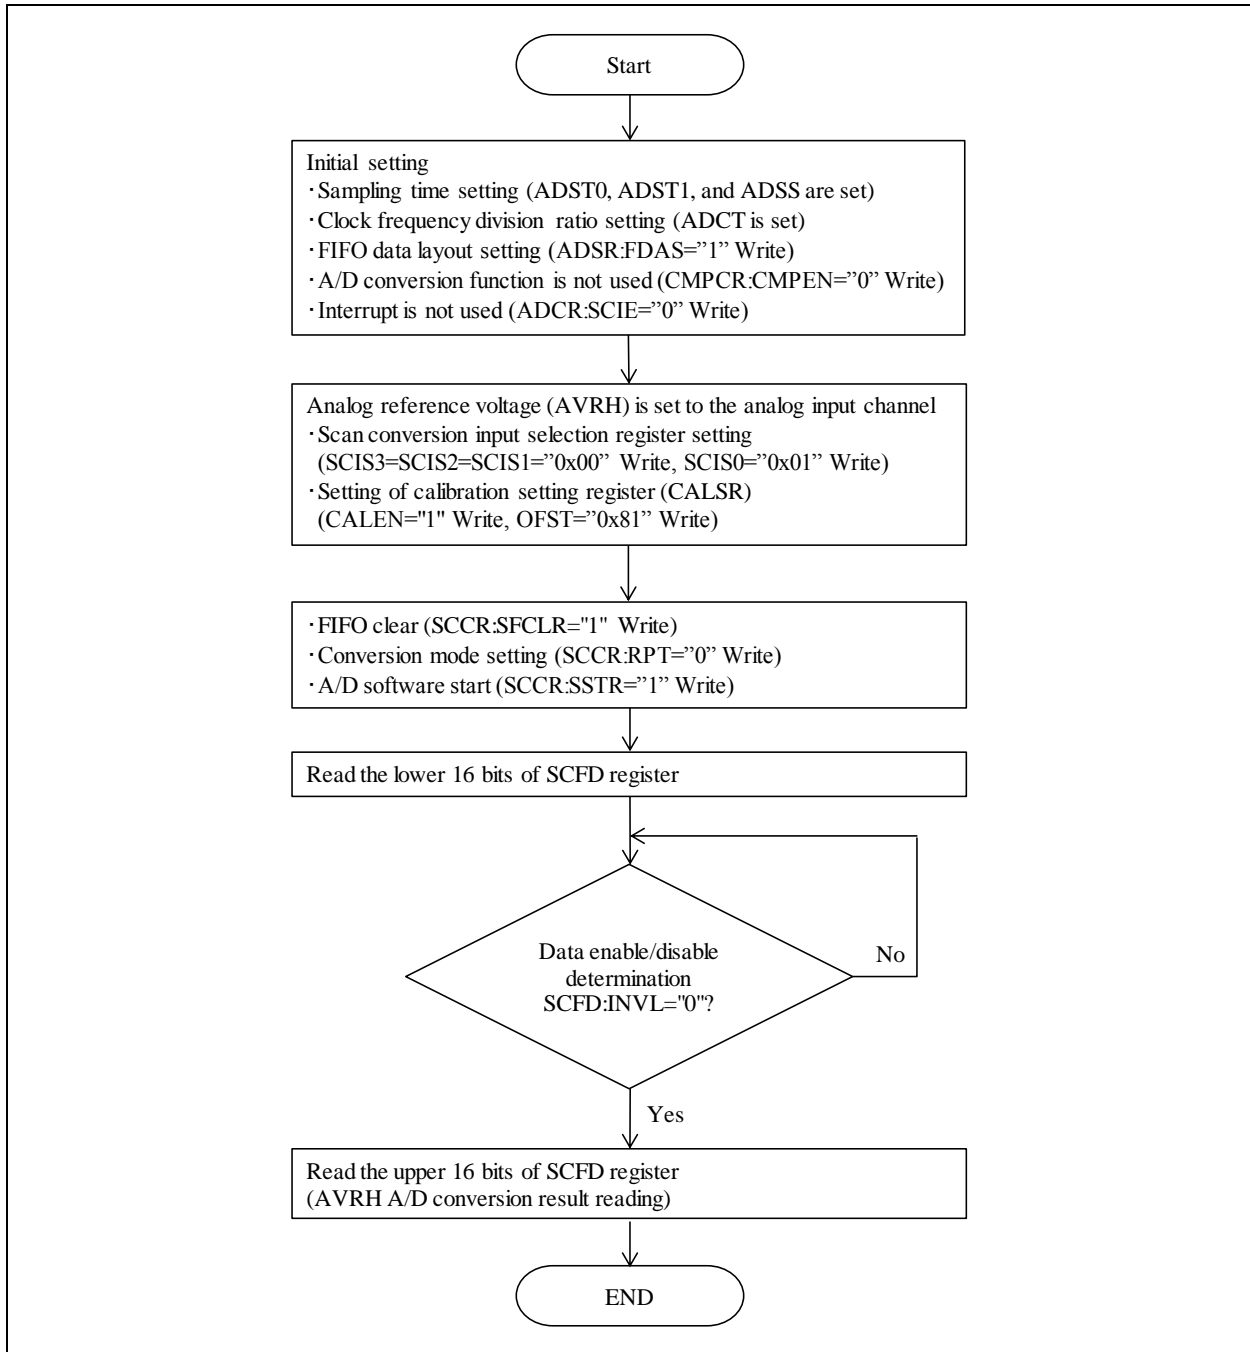 Start
Initial setting
・Sampling time setting (ADST0, ADST1, and ADSS are set)
・Clock frequency division ratio setting (ADCT is set)
・FIFO data layout setting (ADSR:FDAS=”1” Write)
・A/D conversion function is not used (CMPCR:CMPEN=”0” Write)
・Interrupt is not used (ADCR:SCIE=”0” Write)
Analog reference voltage (AVRH) is set to the analog input channel
・Scan conversion input selection register setting
(SCIS3=SCIS2=SCIS1=”0x00” Write, SCIS0=”0x01” Write)
・Setting of calibration setting register (CALSR)
(CALEN="1" Write, OFST=”0x81” Write)
・FIFO clear (SCCR:SFCLR="1" Write)
・Conversion mode setting (SCCR:RPT=”0” Write)
・A/D software start (SCCR:SSTR=”1” Write)
Read the lower 16 bits of SCFD register
Data enable/disable
determination
SCFD:INVL="0"?
No
Yes
Read the upper 16 bits of SCFD register
(AVRH A/D conversion result reading)
END